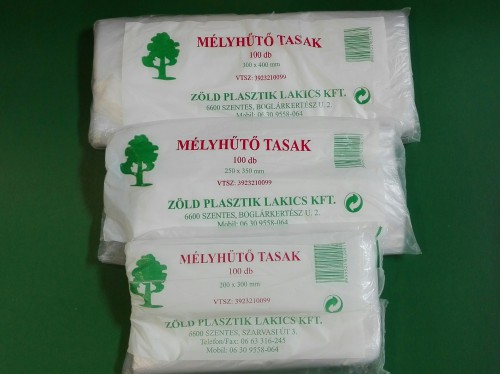 MÉLYHŰTŐ TASAK
100 db
300 x 400 mm
VTSZ: 3923210099
ZÖLD PLASZTIK LAKICS KFT.
6600 SZENTES, BOGLÁRKERTÉSZ U. 2.
Mobil: 06 30 9558-064
MÉLYHŰTŐ TASAK
100 db
250 x 350 mm
VTSZ: 3923210099
ZÖLD PLASZTIK LAKICS KFT.
6600 SZENTES, BOGLÁRKERTÉSZ U. 2.
Mobil: 06 30 9558-064
MÉLYHŰTŐ TASAK
100 db
200 x 300 mm
VTSZ: 3923210099
ZÖLD PLASZTIK LAKICS KFT.
6600 SZENTES, SZARVASI ÚT 3.
Telefon/Fax: 06 63 316-245
Mobil: 06 30 9558-064